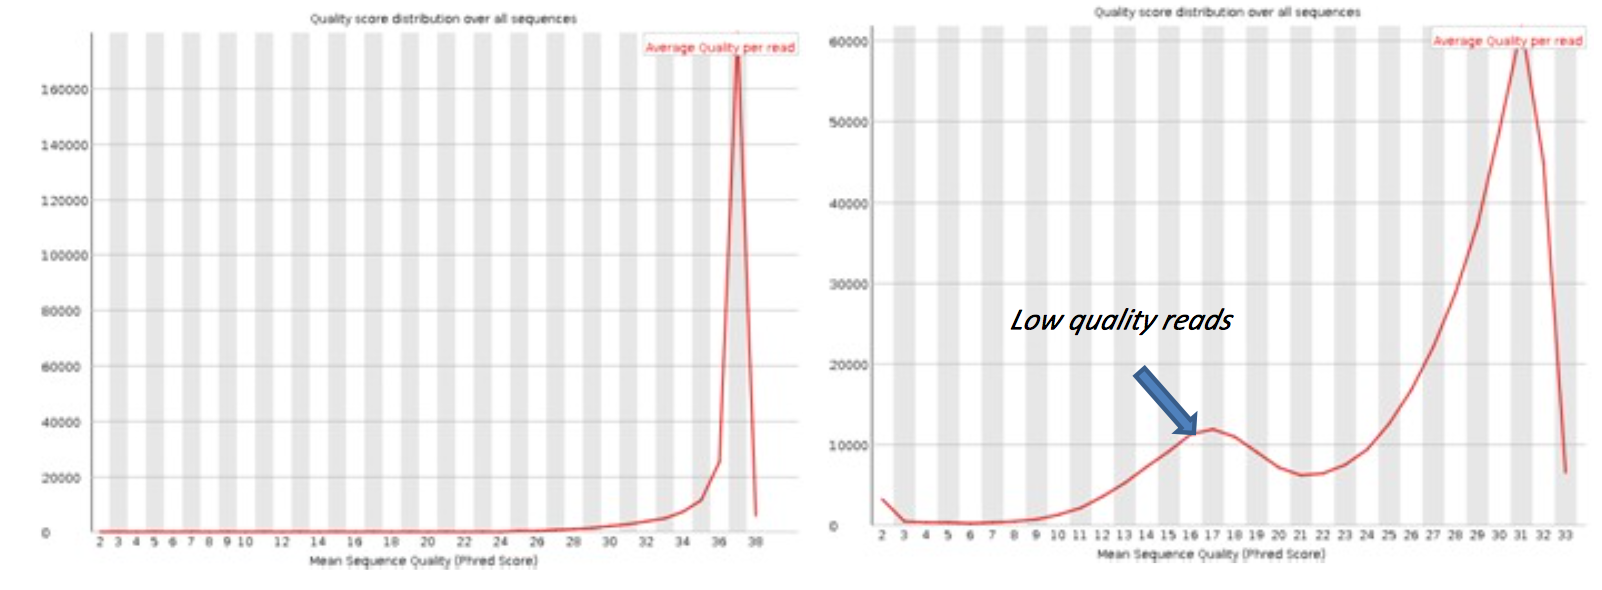 Quality score distribution over all sequences
Average Quality per read
160000
140000
120000
100000
80000
60000
40000
20000
0
2 3 4 5 6 7 8 9 10 12 14 16 18 20 22 24 26 28 30 32 34 36 38
Mean Sequence Quality (Phred Score)
Quality score distribution over all sequences
Average Quality per read
60000
50000
40000
30000
20000
10000
0
Low quality reads
2 3 4 5 6 7 8 9 10 11 12 13 14 15 16 17 18 19 20 21 22 23 24 25 26 27 28 29 30 31 32 33
Mean Sequence Quality (Phred Score)